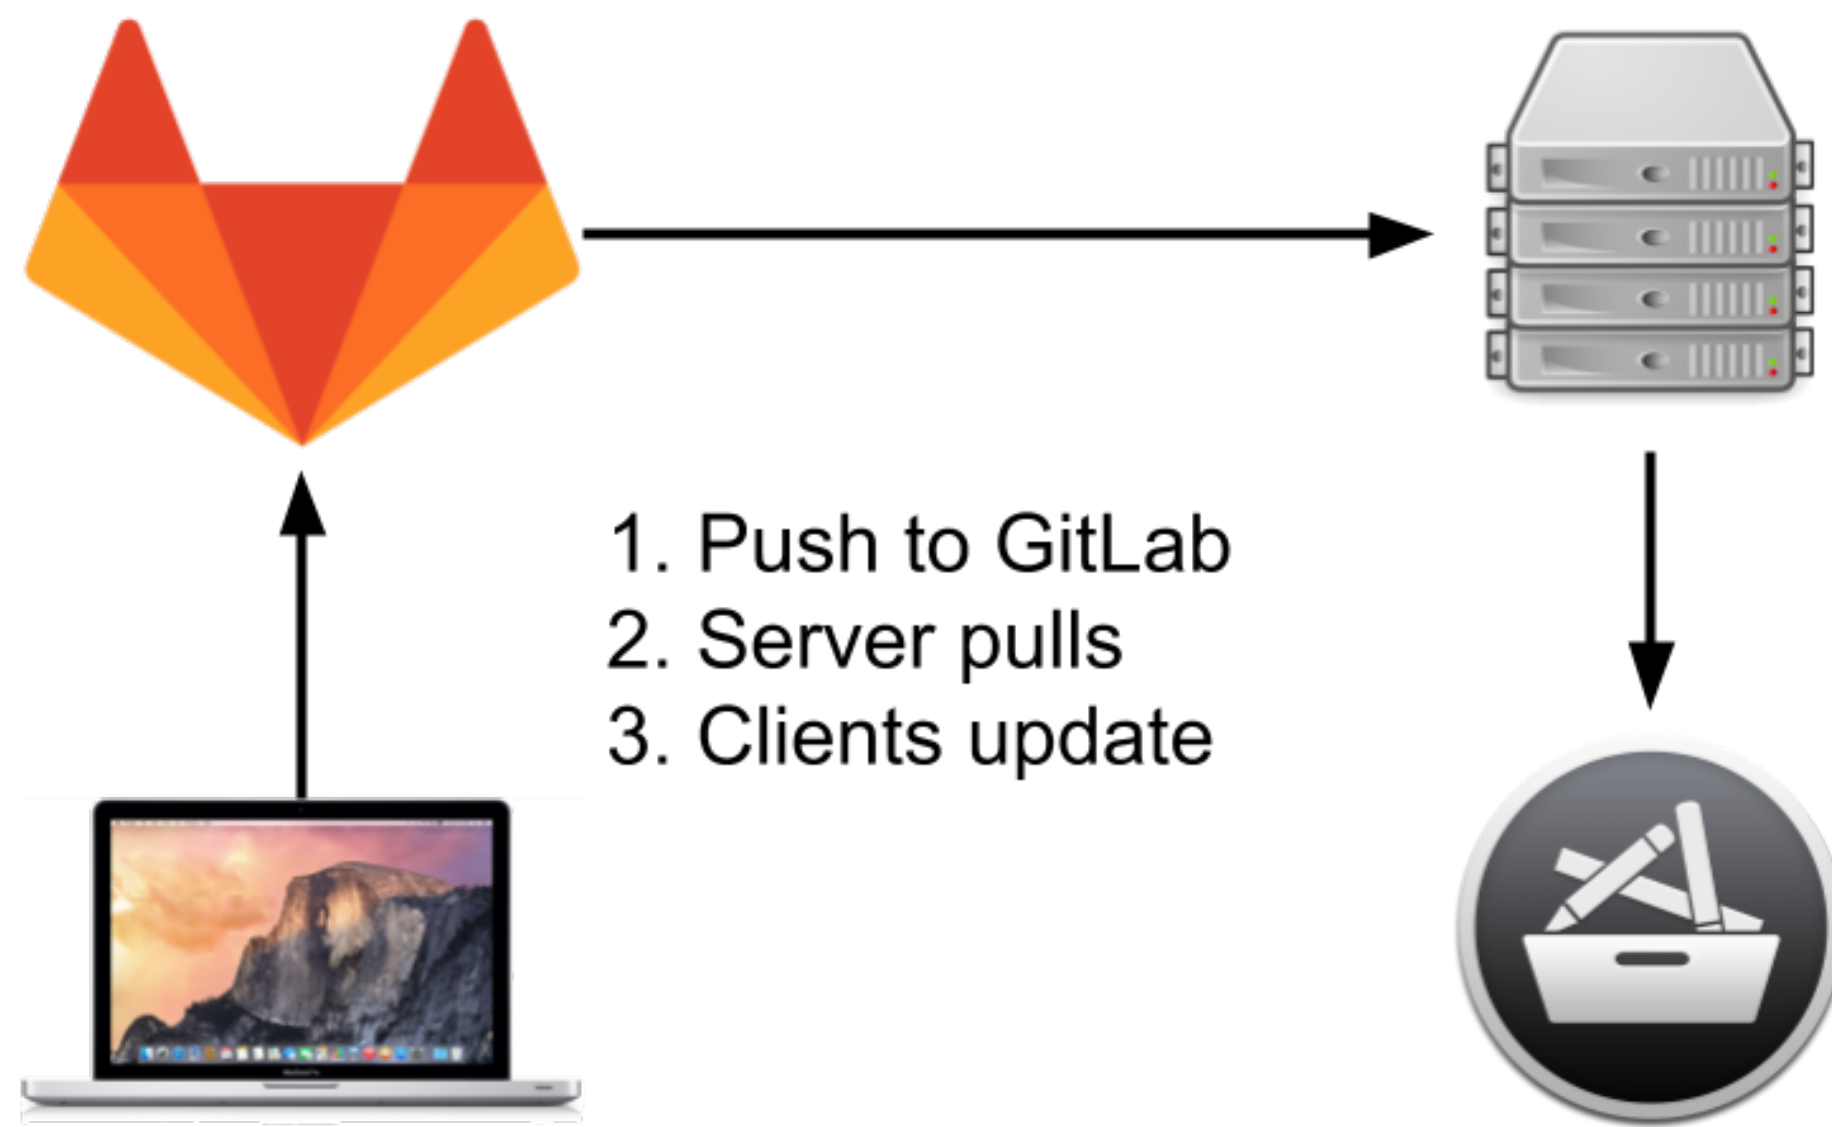 1. Push to GitLab
2. Server pulls
3. Clients update